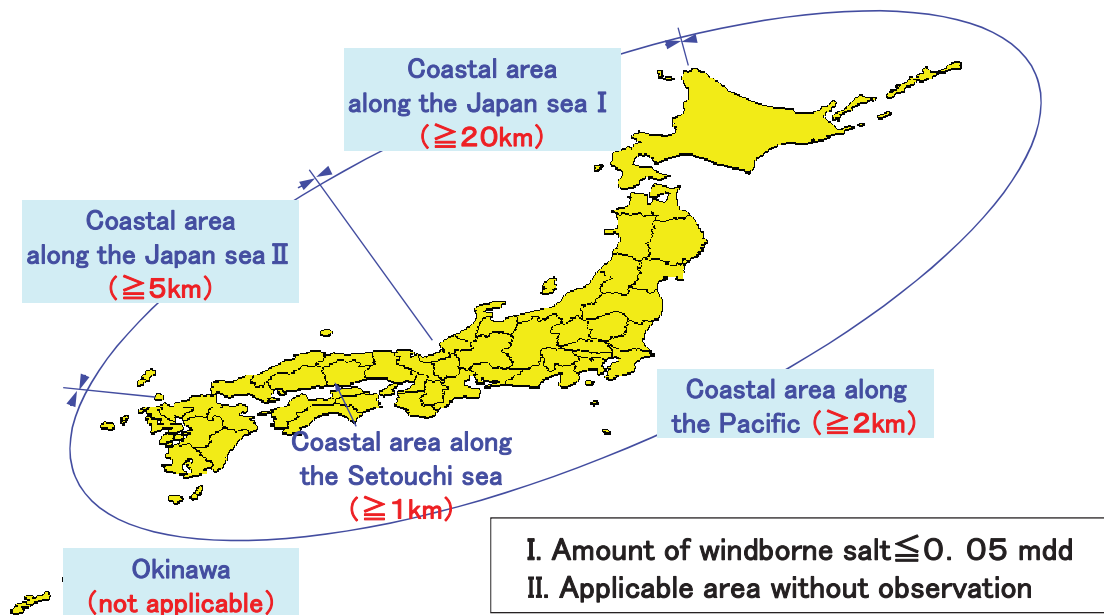 Coastal area
along the Japan sea Ⅰ
(≧20km)
Coastal area
along the Japan sea Ⅱ
(≧5km)
Coastal area along
the Pacific (≧2km)
Coastal area along
the Setouchi sea
(≧1km)
Okinawa
(not applicable)
I. Amount of windborne salt≦0. 05 mdd
II. Applicable area without observation